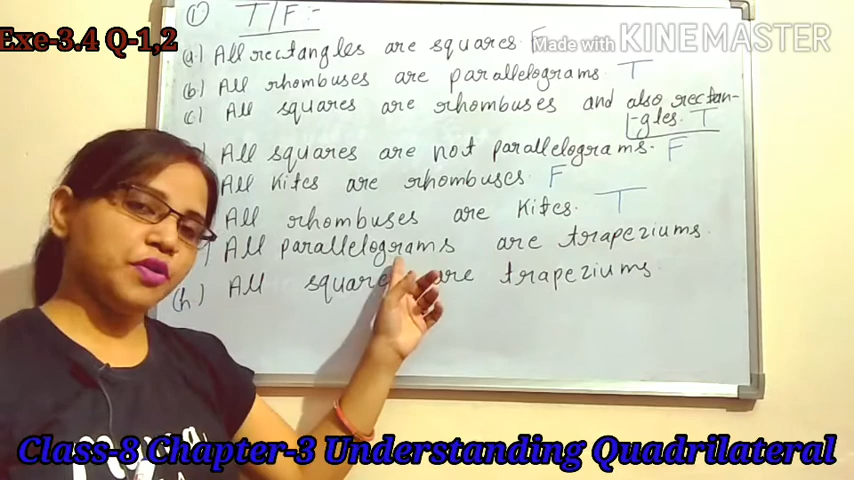 ① T/F:-
Exe-3.4 Q-1,2
Made with KINEMASTER
(a) All rectangles are squares. F
(b) All rhombuses are parallelograms. T
(c) All squares are rhombuses and also rectan-
-gles. T
) All squares are not parallelograms. F
All Kites are rhombuses. F
All rhombuses are Kites. T
) All parallelograms are trapeziums.
(h) All squares are trapeziums.
Class-8 Chapter-3 Understanding Quadrilateral